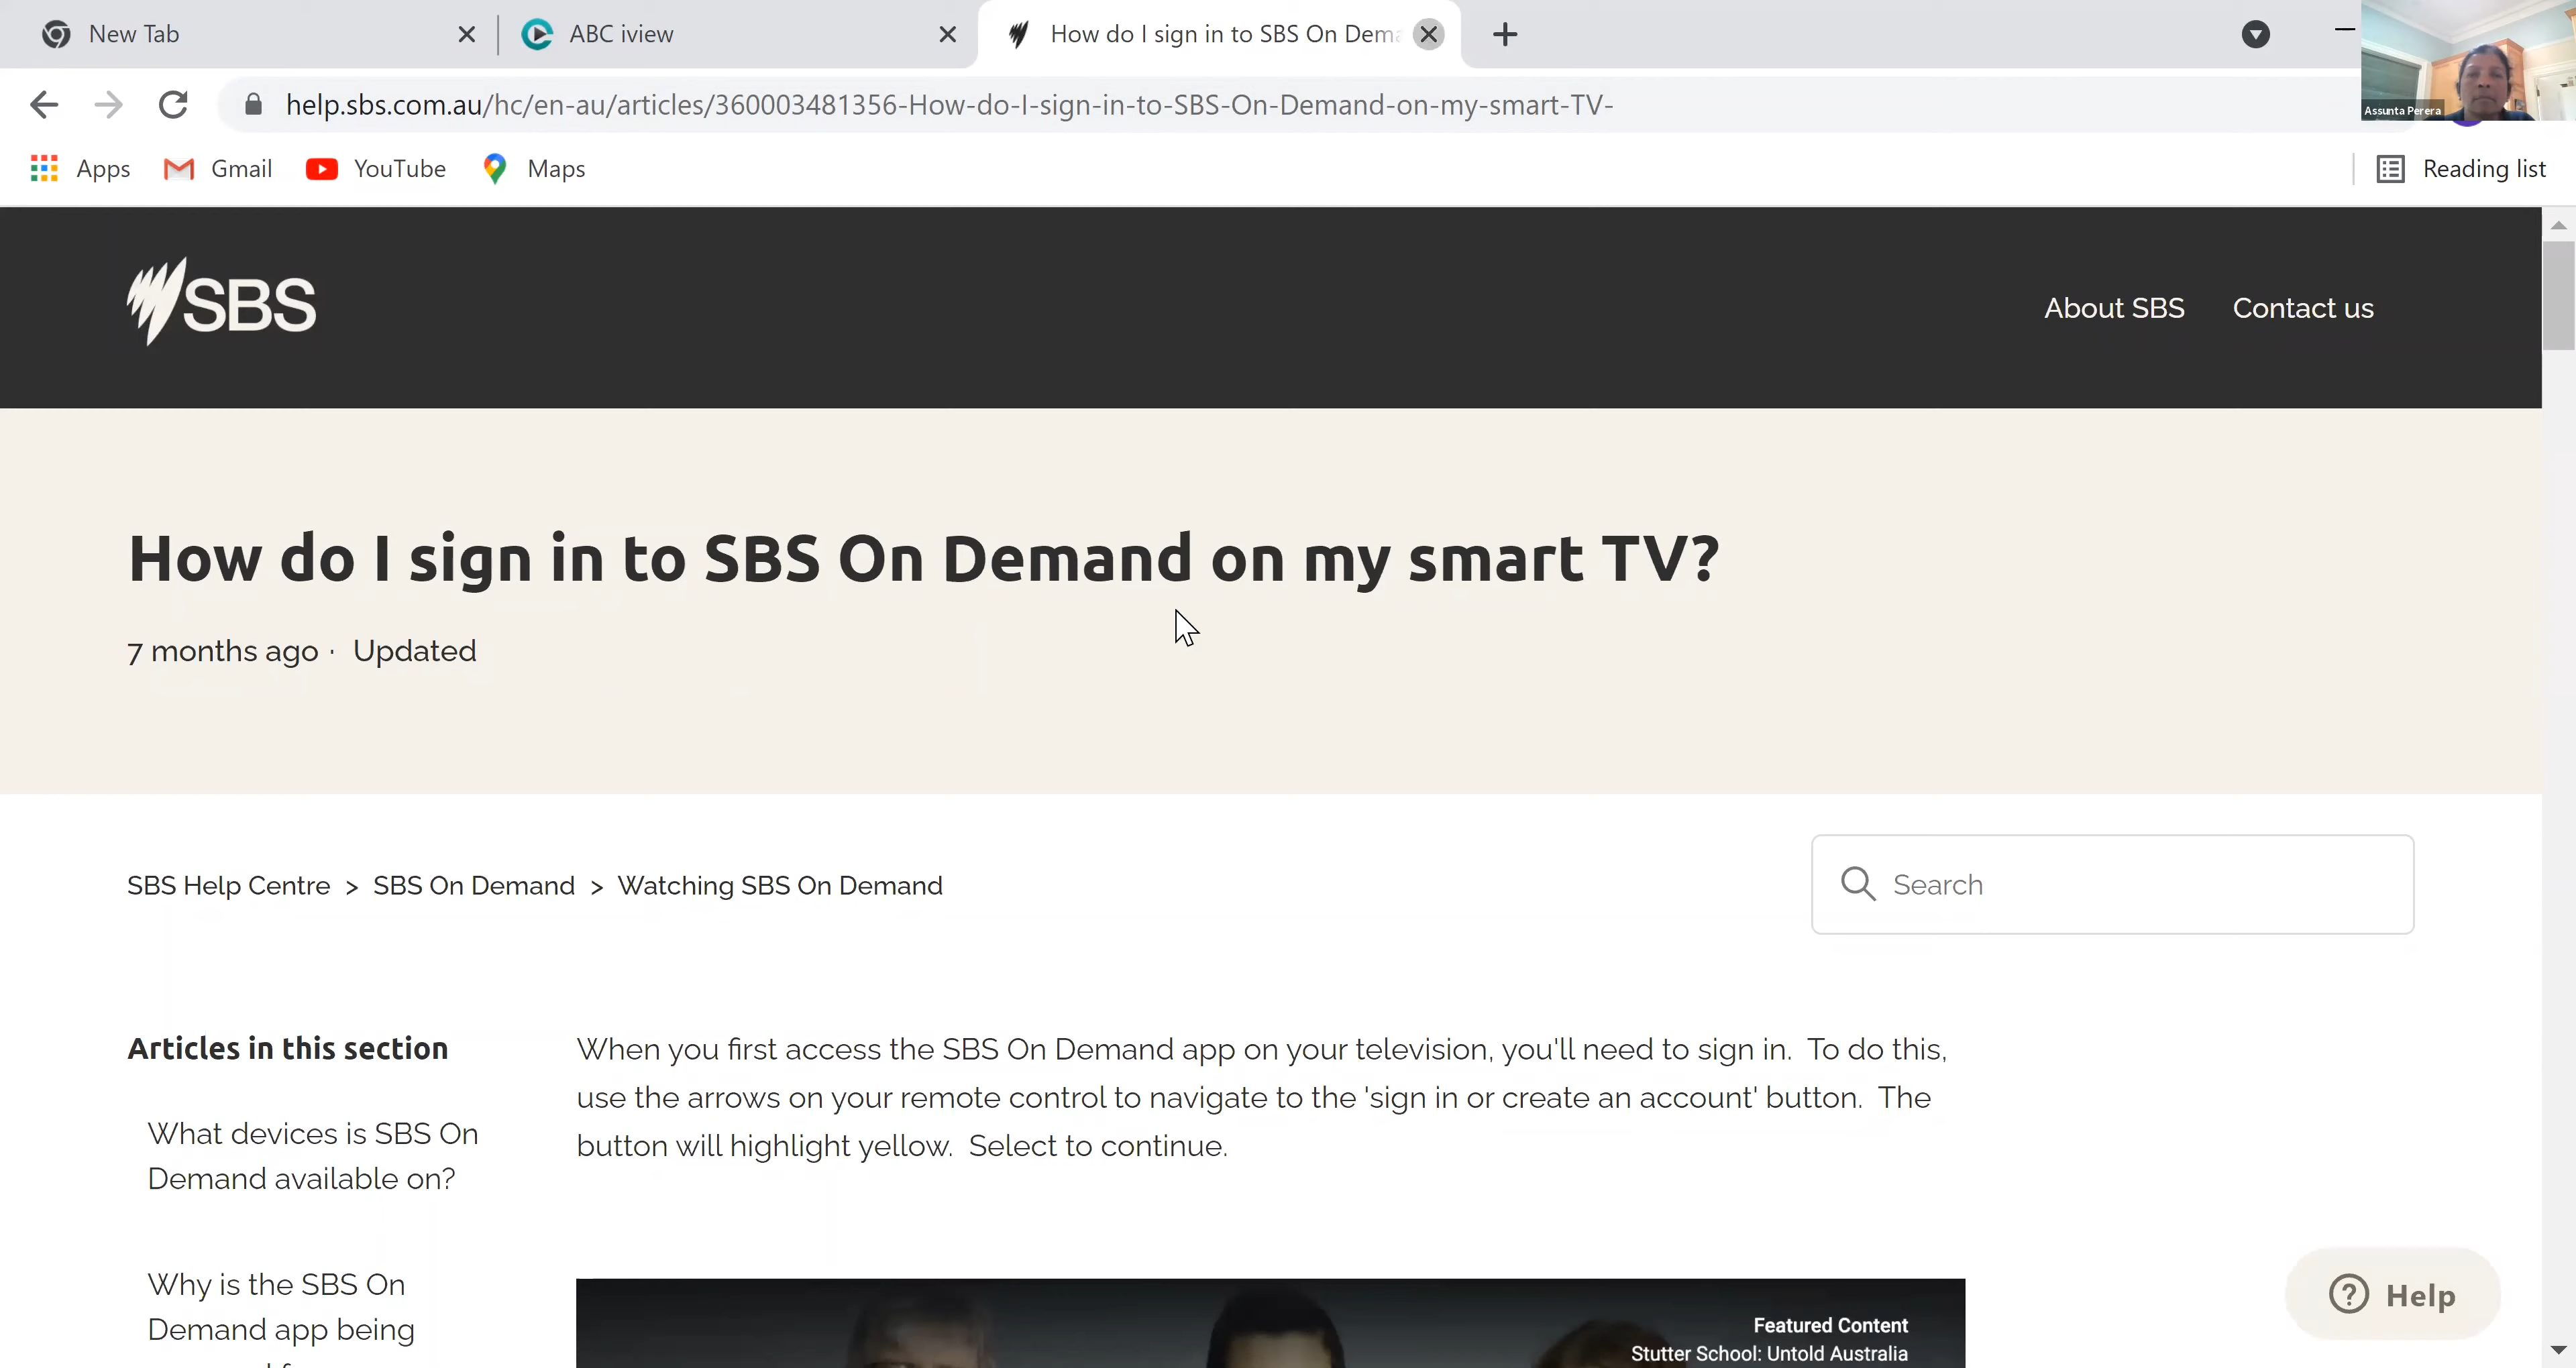 New Tab
ABC iview
How do I sign in to SBS On Dema
help.sbs.com.au/hc/en-au/articles/360003481356-How-do-I-sign-in-to-SBS-On-Demand-on-my-smart-TV-
Assunta Perera
Apps
Gmail
YouTube
Maps
Reading list
SBS
About SBS
Contact us
How do I sign in to SBS On Demand on my smart TV?
7 months ago · Updated
SBS Help Centre > SBS On Demand > Watching SBS On Demand
Search
Articles in this section
What devices is SBS On
Demand available on?
Why is the SBS On
Demand app being
When you first access the SBS On Demand app on your television, you'll need to sign in. To do this,
use the arrows on your remote control to navigate to the 'sign in or create an account' button. The
button will highlight yellow. Select to continue.
Featured Content
Stutter School: Untold Australia
Help